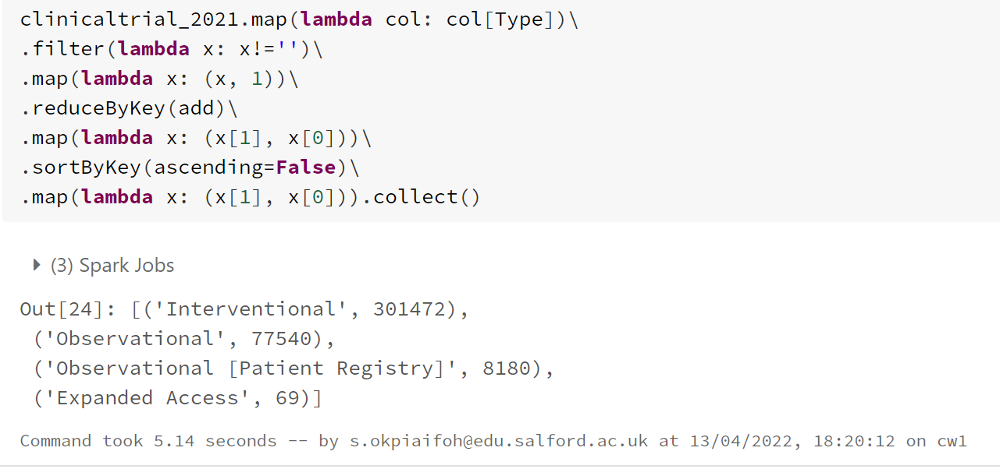 clinicaltrial_2021.map(lambda col: col[Type])\
.filter(lambda x: x!='')\
.map(lambda x: (x, 1))\
.reduceByKey(add)\
.map(lambda x: (x[1], x[0]))\
.sortByKey(ascending=False)\
.map(lambda x: (x[1], x[0])).collect()
(3) Spark Jobs
Out[24]: [('Interventional', 301472),
('Observational', 77540),
('Observational [Patient Registry]', 8180),
('Expanded Access', 69)]
Command took 5.14 seconds -- by s.okpiaifoh@edu.salford.ac.uk at 13/04/2022, 18:20:12 on cw1